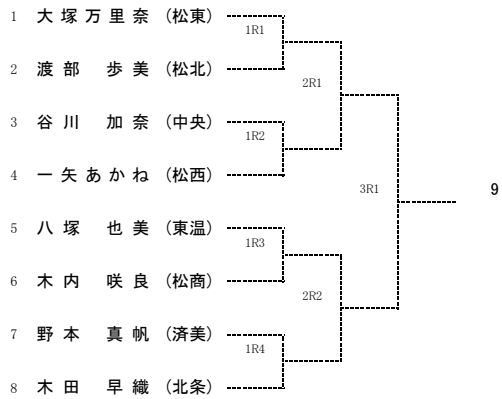 1 大塚万里奈 (松東)
1R1
2 渡部 歩美 (松北)
2R1
3 谷川 加奈 (中央)
1R2
4 一矢あかね (松西)
3R1
9
5 八塚 也美 (東温)
1R3
6 木内 咲良 (松商)
2R2
7 野本 真帆 (済美)
1R4
8 木田 早織 (北条)